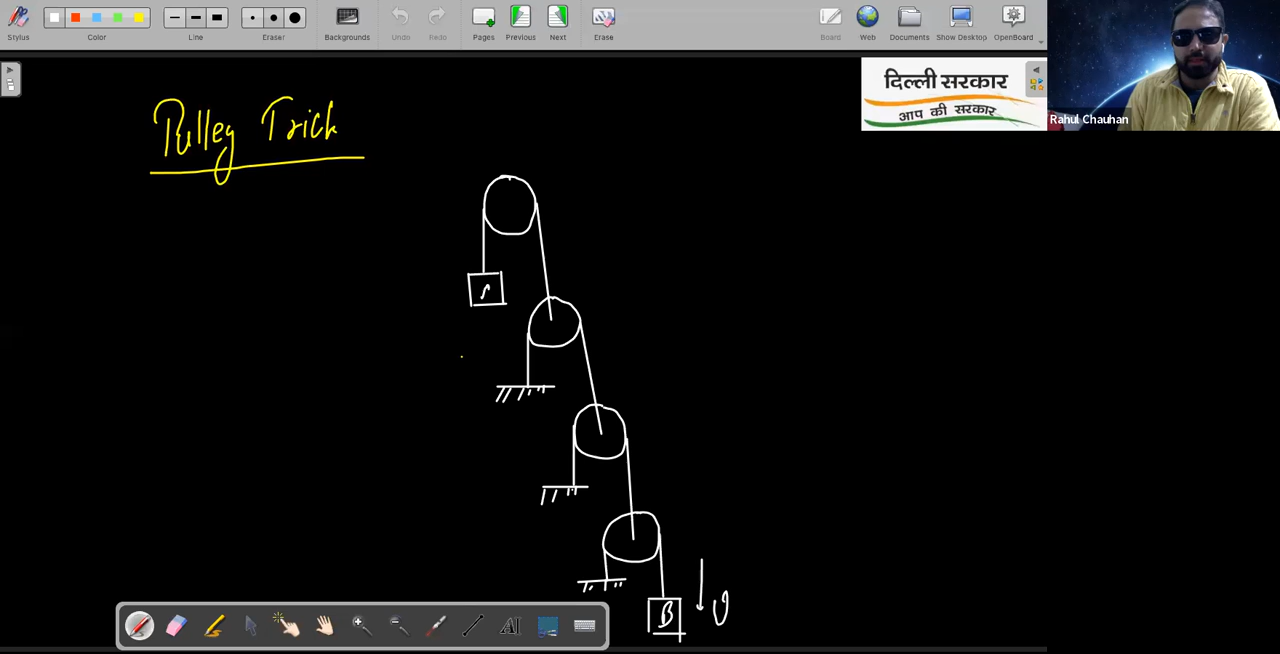 Stylus
Color
Line
Eraser
Backgrounds
Undo
Redo
Pages
Previous
Next
Erase
Board
Web
Documents
Show Desktop
OpenBoard
दिल्ली सरकार
आप की सरकार
Rahul Chauhan
Pulley Trick
B
AI